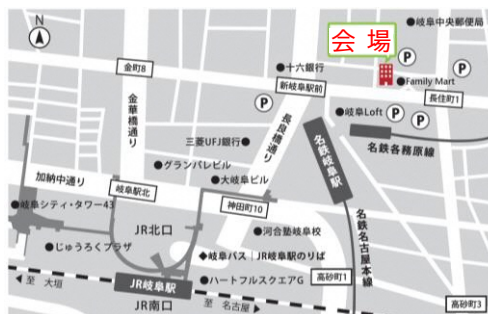 N
会場
岐阜中央郵便局
P
金町8
十六銀行
新岐阜駅前
Family Mart
P
P
長住町1
金華橋通り
長良橋通り
岐阜Loft
P
P
三菱UFJ銀行
名鉄岐阜駅
名鉄各務原線
グランパレビル
加納中通り
岐阜駅北
大岐阜ビル
岐阜シティ・タワー43
神田町10
名鉄名古屋本線
JR北口
河合塾岐阜校
じゅうろくプラザ
◆岐阜バス|JR岐阜駅のりば
至 大垣
JR岐阜駅
ハートフルスクエアG
高砂町1
JR南口
至 名古屋
高砂町3